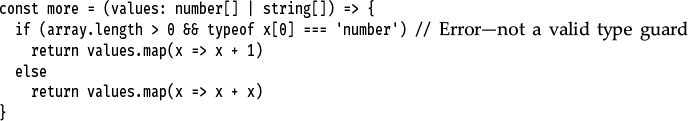 const more = (values: number[] | string[]) => {
  if (array.length > 0 && typeof x[0] === 'number') // Error—not a valid type guard
    return values.map(x => x + 1)
  else
    return values.map(x => x + x)
}